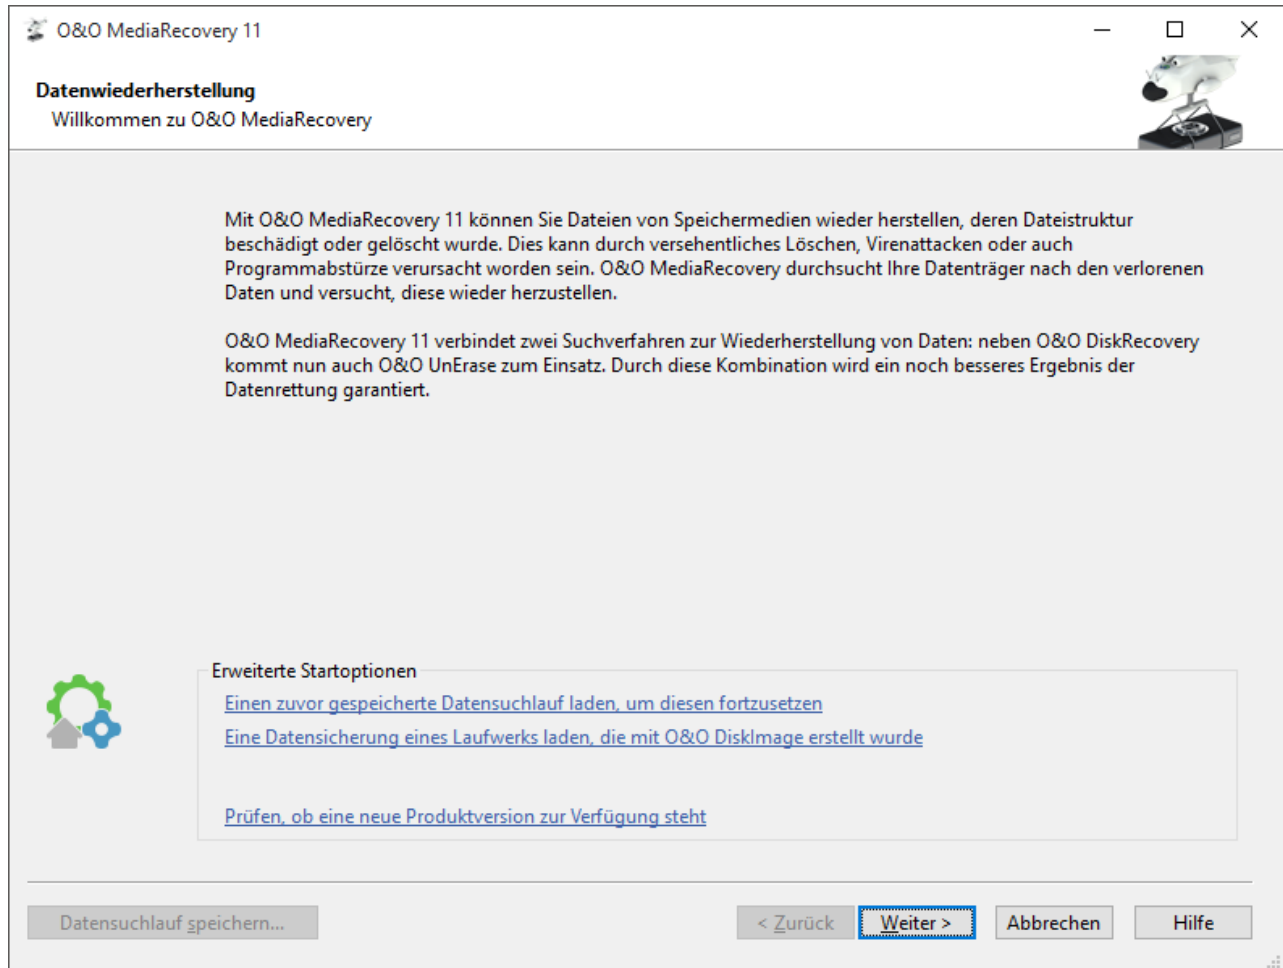 O&O MediaRecovery 11
Datenwiederherstellung
Willkommen zu O&O MediaRecovery
Mit O&O MediaRecovery 11 können Sie Dateien von Speichermedien wieder herstellen, deren Dateistruktur
beschädigt oder gelöscht wurde. Dies kann durch versehentliches Löschen, Virenattacken oder auch
Programmabstürze verursacht worden sein. O&O MediaRecovery durchsucht Ihre Datenträger nach den verlorenen
Daten und versucht, diese wieder herzustellen.
O&O MediaRecovery 11 verbindet zwei Suchverfahren zur Wiederherstellung von Daten: neben O&O DiskRecovery
kommt nun auch O&O UnErase zum Einsatz. Durch diese Kombination wird ein noch besseres Ergebnis der
Datenrettung garantiert.
Erweiterte Startoptionen
Einen zuvor gespeicherte Datensuchlauf laden, um diesen fortzusetzen
Eine Datensicherung eines Laufwerks laden, die mit O&O DiskImage erstellt wurde
Prüfen, ob eine neue Produktversion zur Verfügung steht
Datensuchlauf speichern... < Zurück Weiter > Abbrechen Hilfe